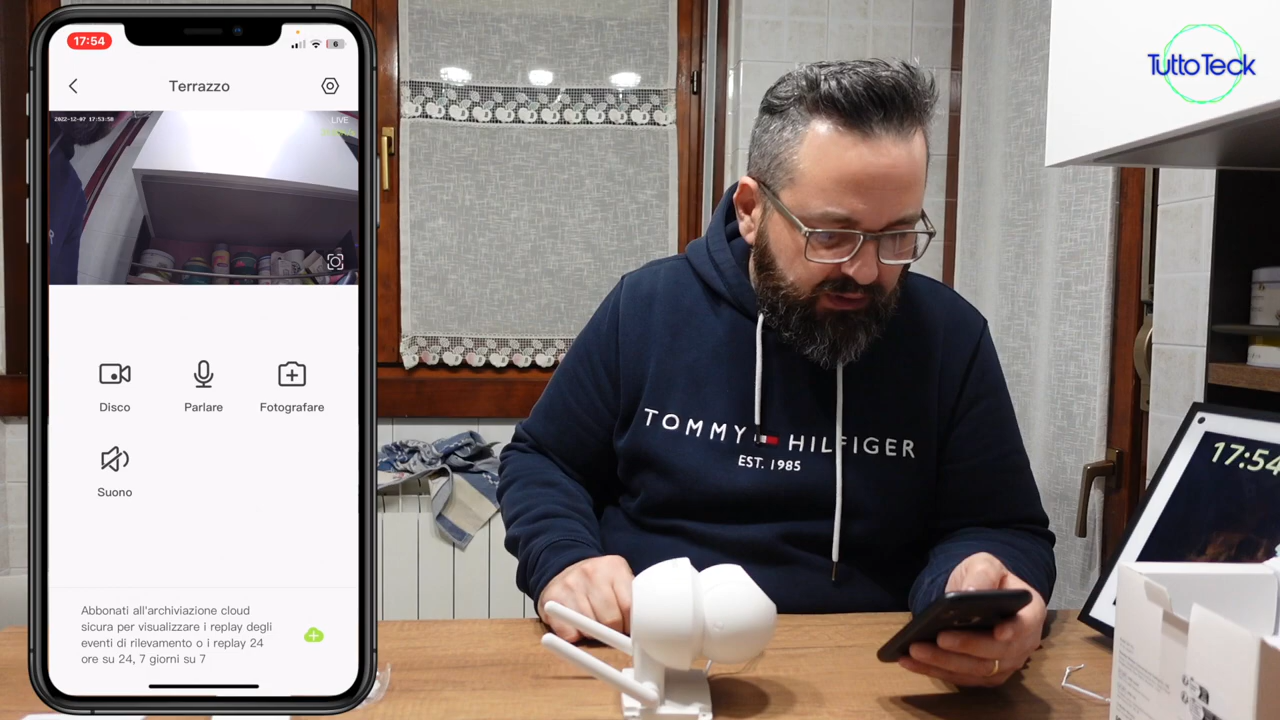 17:54
6
Terrazzo
2022-12-07 17:53:58
LIVE
Disco
Parlare
Fotografare
Suono
Abbonati all'archiviazione cloud
sicura per visualizzare i replay degli
eventi di rilevamento o i replay 24
ore su 24, 7 giorni su 7
TOMMY HILFIGER
EST. 1985
TuttoTeck
17:54